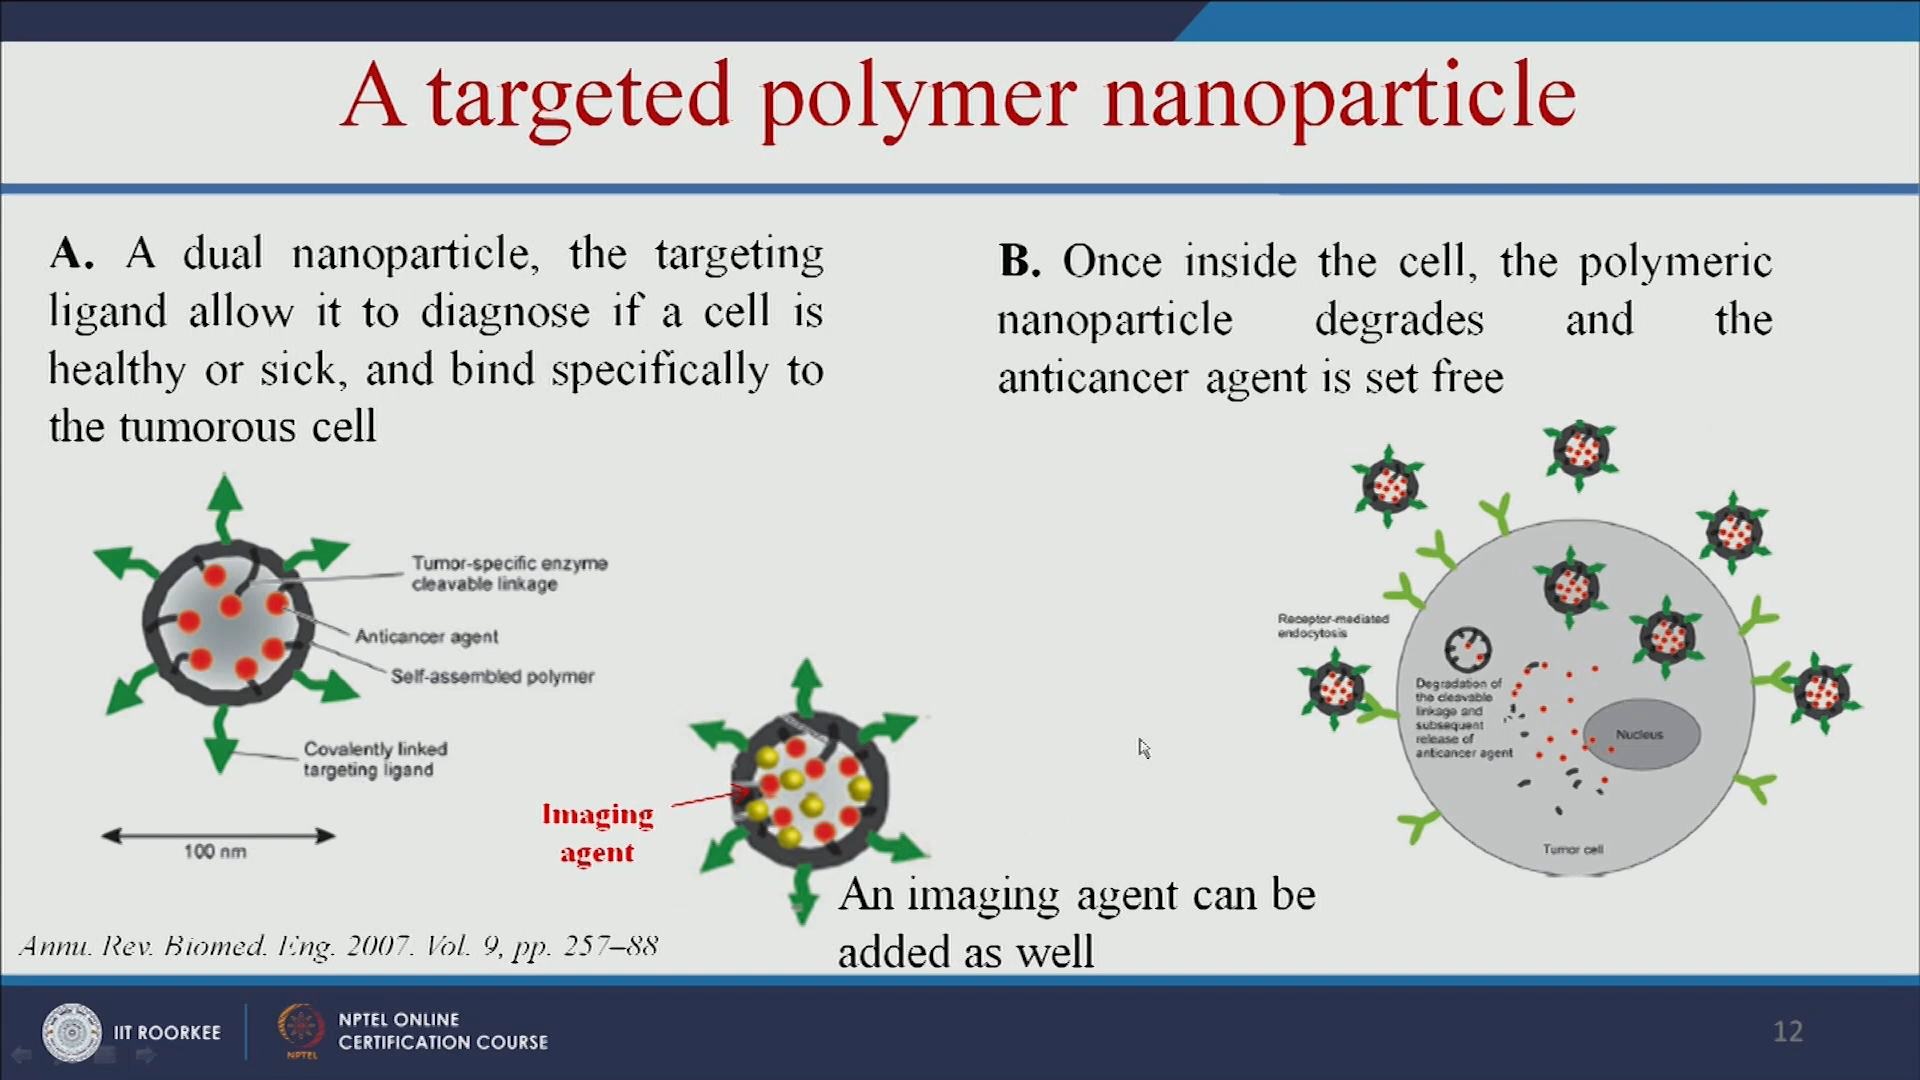 A targeted polymer nanoparticle
A. A dual nanoparticle, the targeting
ligand allow it to diagnose if a cell is
healthy or sick, and bind specifically to
the tumorous cell
B. Once inside the cell, the polymeric
nanoparticle degrades and the
anticancer agent is set free
Tumor-specific enzyme
cleavable linkage
Anticancer agent
Self-assembled polymer
Covalently linked
targeting ligand
100 nm
Imaging
agent
An imaging agent can be
added as well
Receptor-mediated
endocytosis
Degradation of
the cleavable
linkage and
subsequent
release of
anticancer agent
Nucleus
Tumor cell
Annu. Rev. Biomed. Eng. 2007. Vol. 9, pp. 257–88
IIT ROORKEE
NPTEL
NPTEL ONLINE
CERTIFICATION COURSE
12